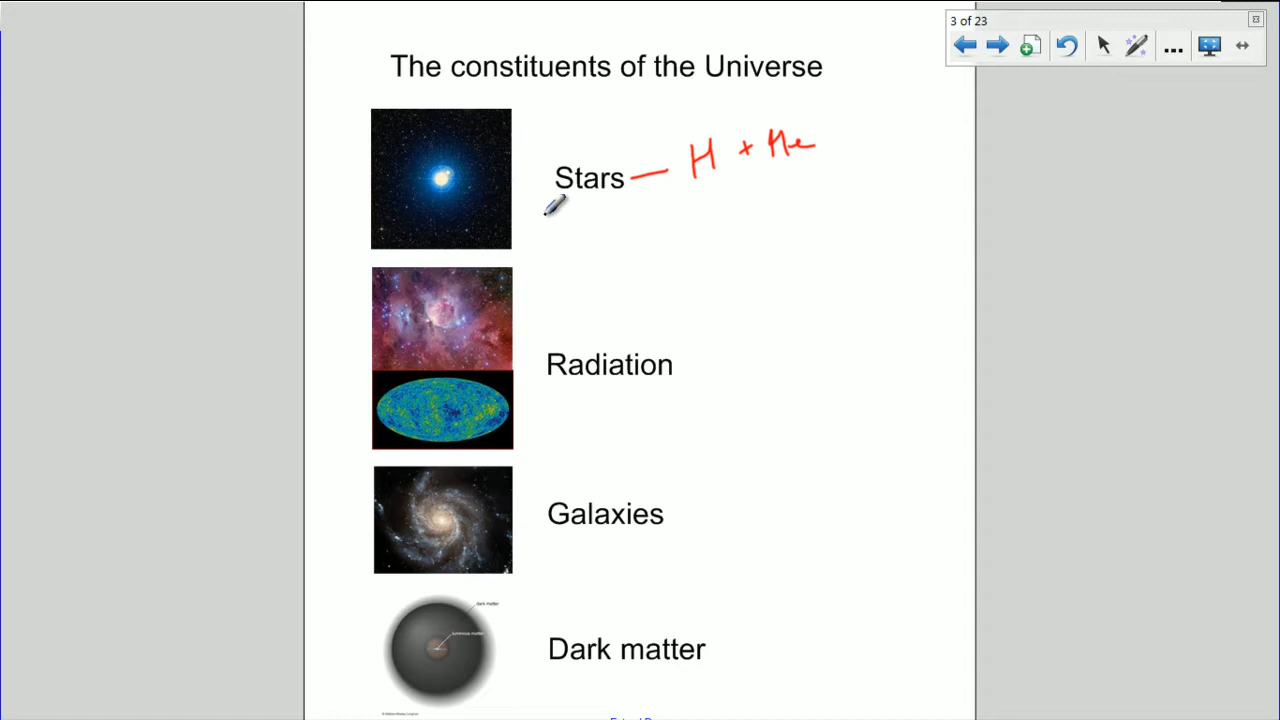 3 of 23
The constituents of the Universe
Stars — H + He
Radiation
Galaxies
dark matter
luminous matter
Dark matter